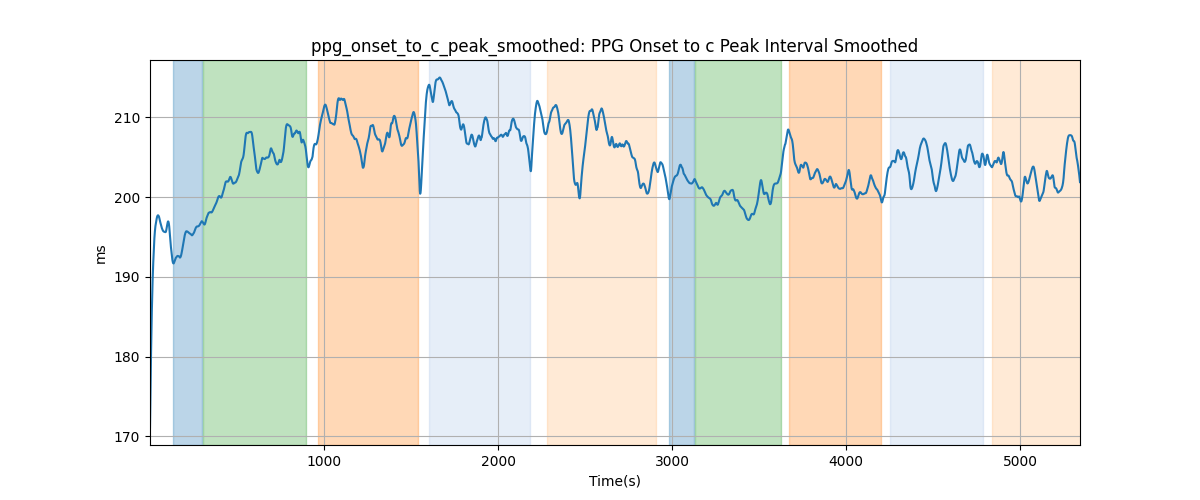 ppg_onset_to_c_peak_smoothed: PPG Onset to c Peak Interval Smoothed
210
200
190
180
170
ms
1000 2000 3000 4000 5000
Time(s)